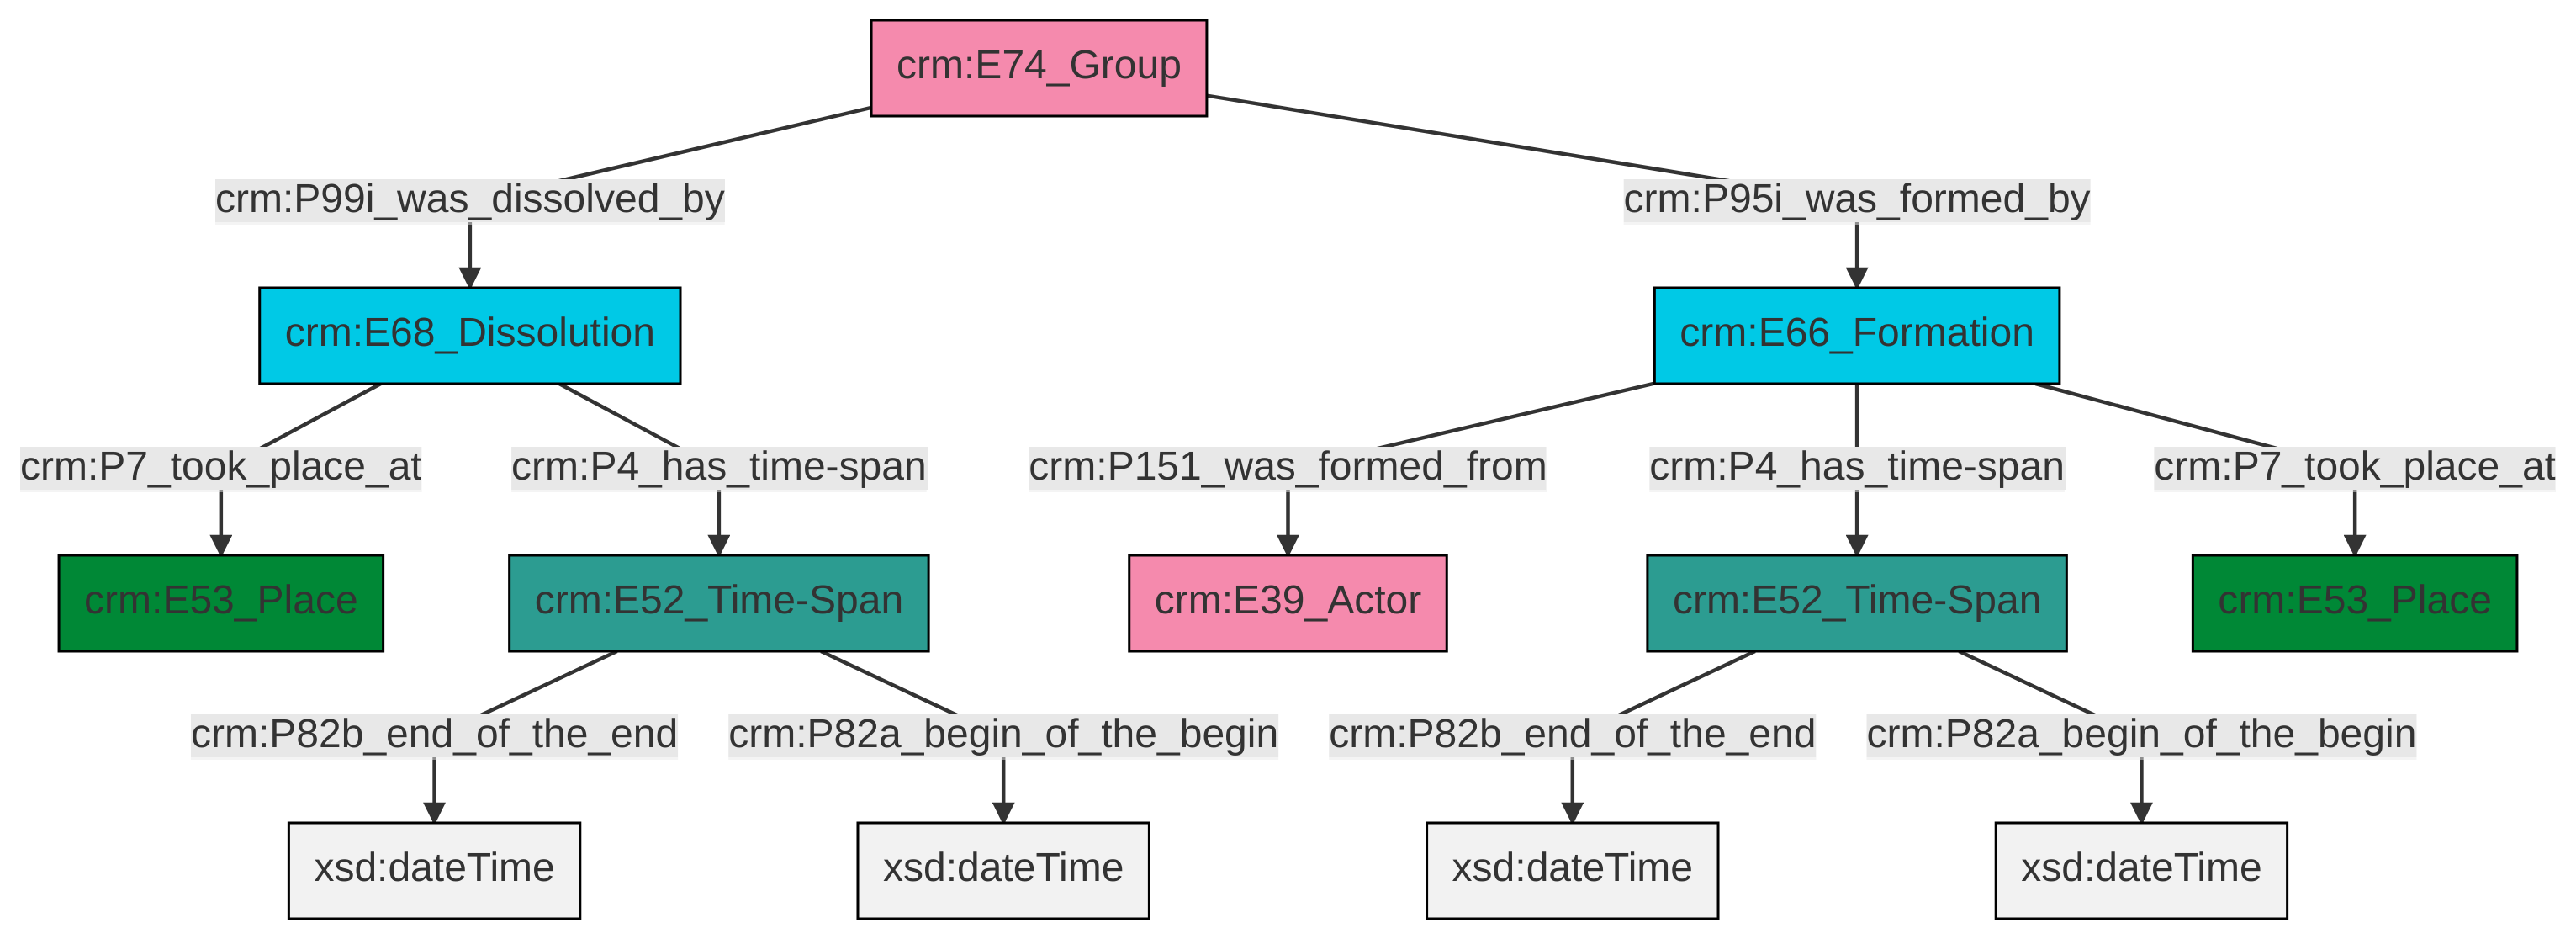 crm:E74_Group
crm:P99i_was_dissolved_by
crm:P95i_was_formed_by
crm:E68_Dissolution
crm:E66_Formation
crm:P7_took_place_at
crm:P4_has_time-span
crm:P151_was_formed_from
crm:P4_has_time-span
crm:P7_took_place_at
crm:E53_Place
crm:E52_Time-Span
crm:E39_Actor
crm:E52_Time-Span
crm:E53_Place
crm:P82b_end_of_the_end
crm:P82a_begin_of_the_begin
crm:P82b_end_of_the_end
crm:P82a_begin_of_the_begin
xsd:dateTime
xsd:dateTime
xsd:dateTime
xsd:dateTime